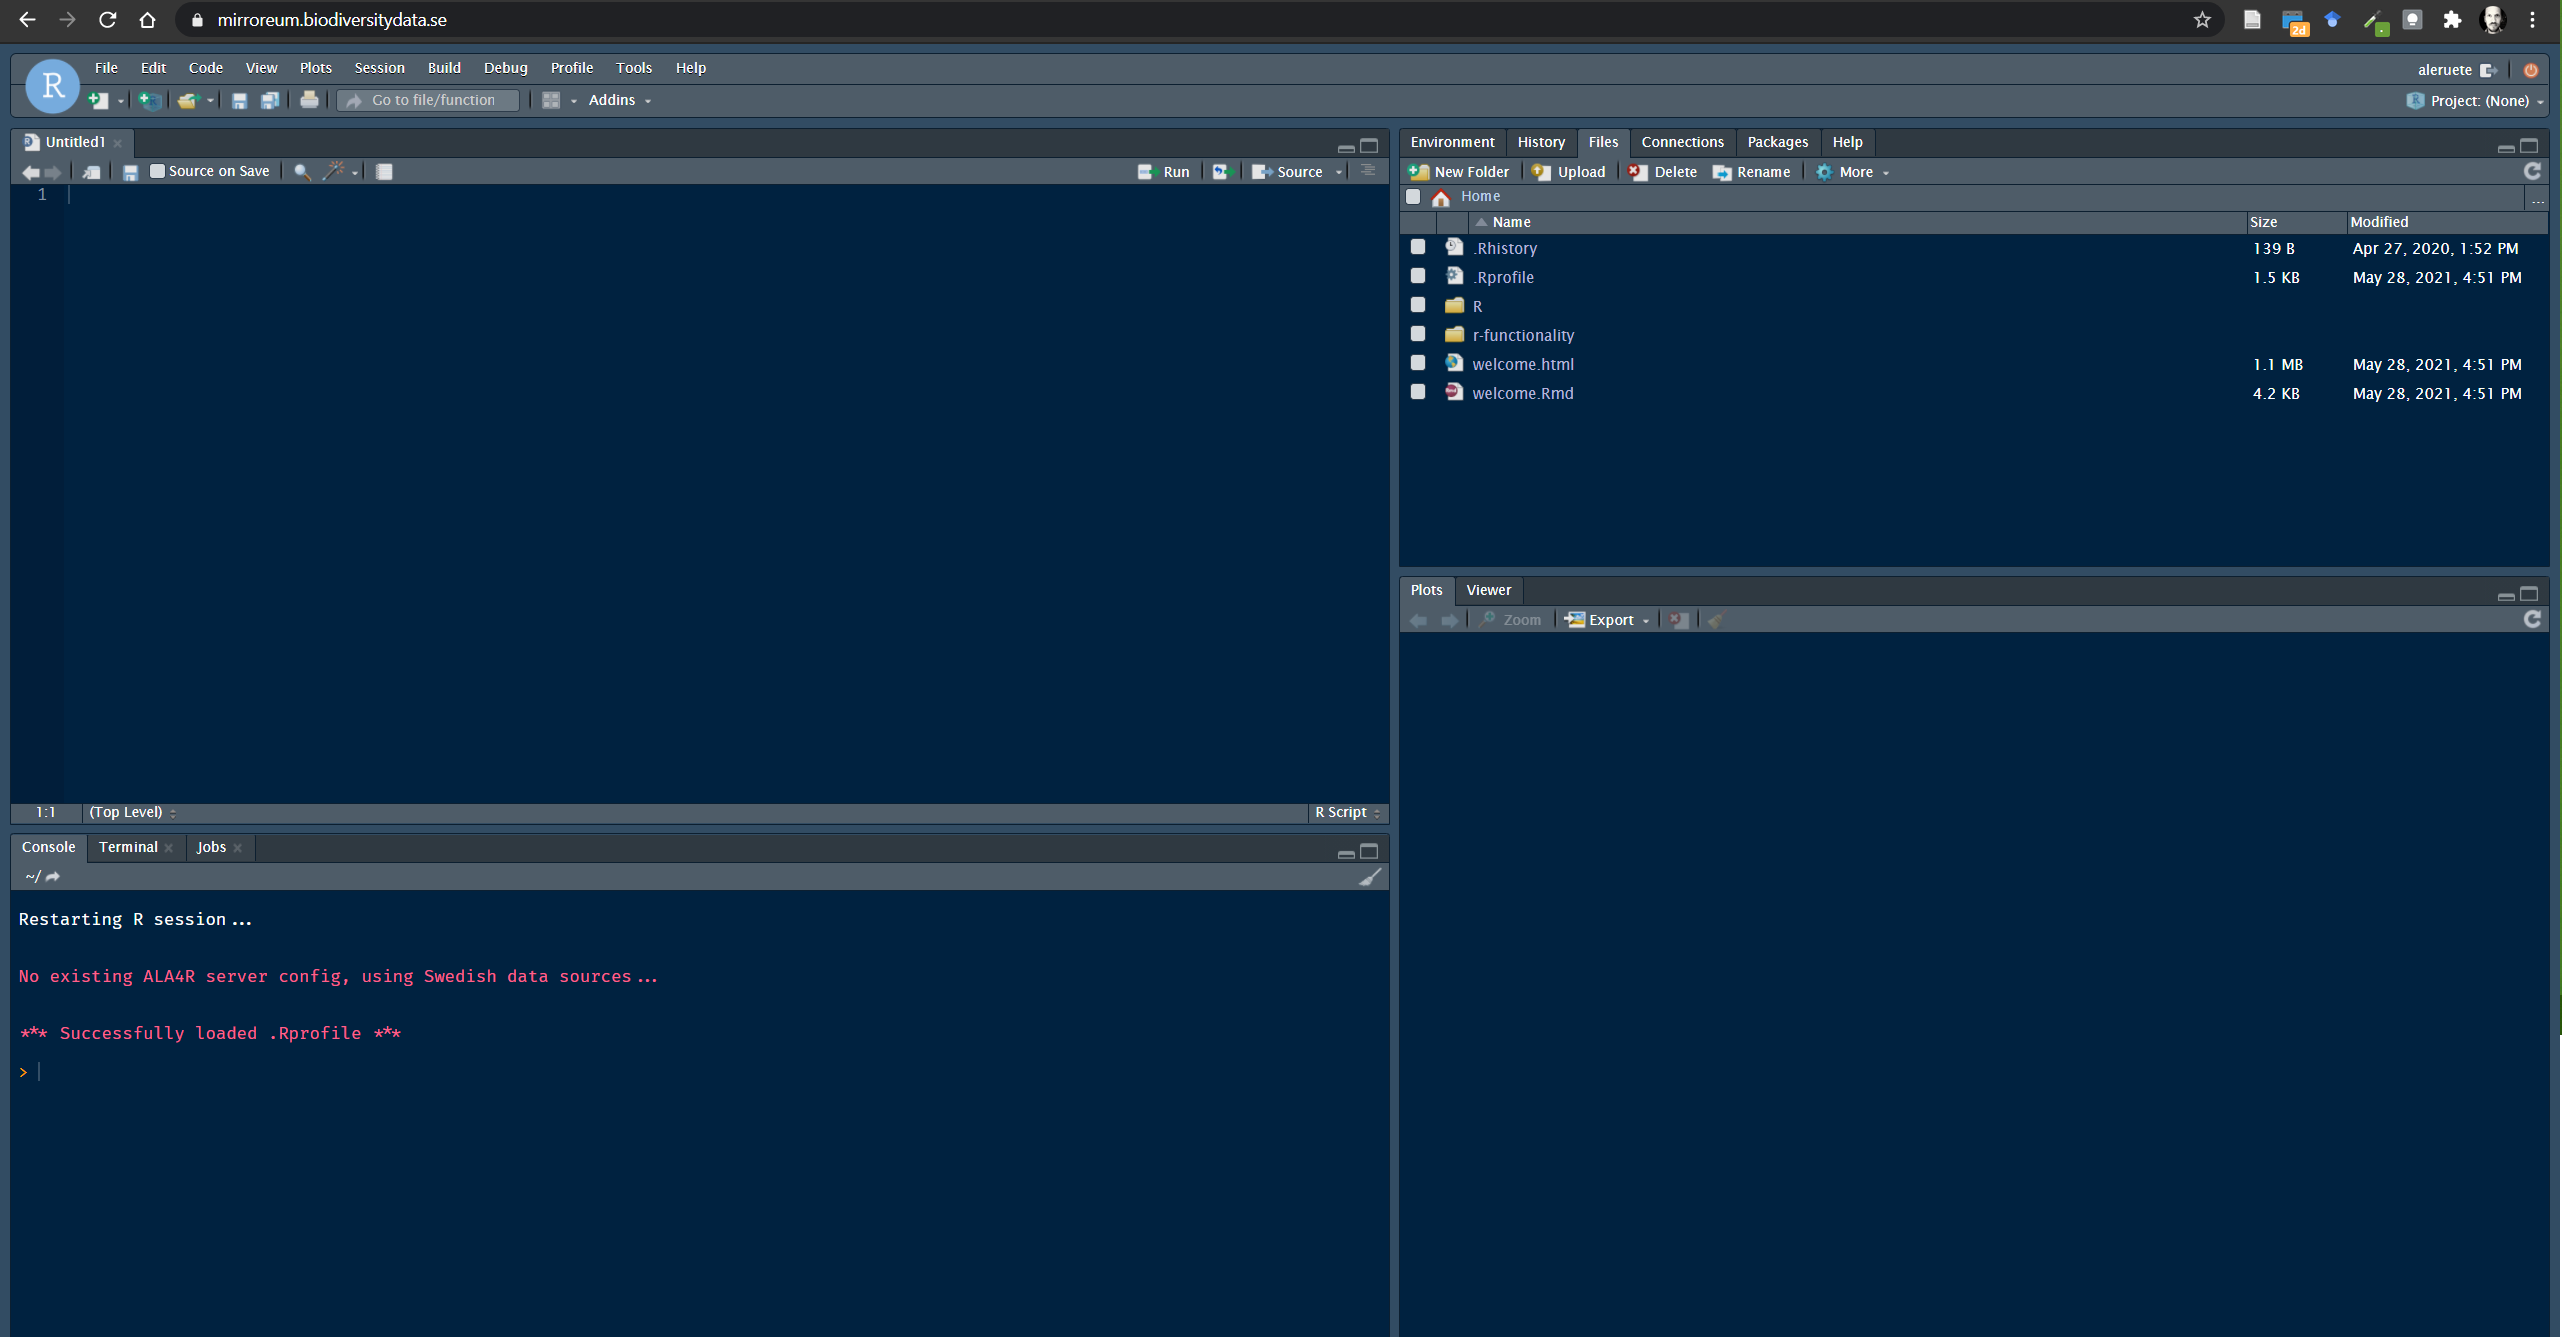 mirroreum.biodiversitydata.se
2d
R
File Edit Code View Plots Session Build Debug Profile Tools Help
aleruete
Go to file/function
Addins
Project: (None)
Untitled1
Source on Save
Run
Source
1
1:1
(Top Level)
R Script
Console Terminal Jobs
~/
Restarting R session...
No existing ALA4R server config, using Swedish data sources...
*** Successfully loaded .Rprofile ***
>
Environment History Files Connections Packages Help
New Folder Upload Delete Rename More
Home
...
Name Size Modified
.Rhistory 139 B Apr 27, 2020, 1:52 PM
.Rprofile 1.5 KB May 28, 2021, 4:51 PM
R
r-functionality
welcome.html 1.1 MB May 28, 2021, 4:51 PM
welcome.Rmd 4.2 KB May 28, 2021, 4:51 PM
Plots Viewer
Zoom Export